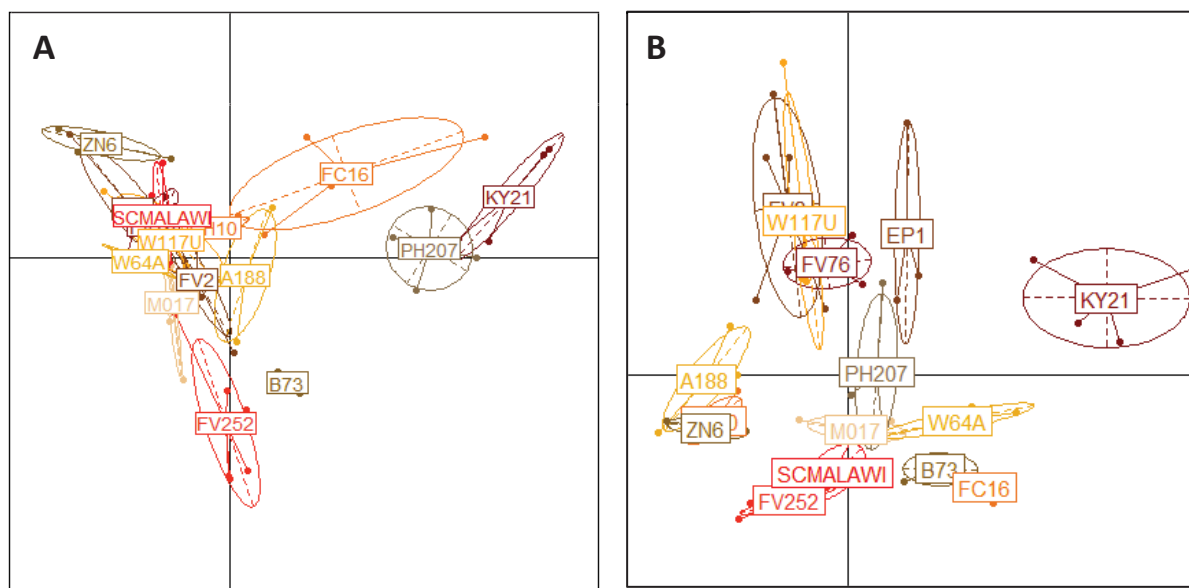 A
ZN6
FC16
KY21
SCMALAWI
H10
W117U
PH207
W64A
FV2
A188
M017
B73
FV252
B
W117U
EP1
FV76
KY21
A188
PH207
ZN6
M017
W64A
SCMALAWI
B73
FC16
FV252